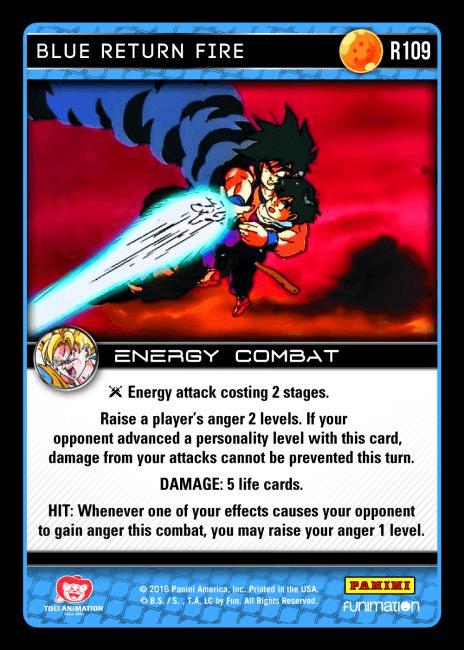 BLUE RETURN FIRE
R109
ENERGY COMBAT
Energy attack costing 2 stages.
Raise a player's anger 2 levels. If your
opponent advanced a personality level with this card,
damage from your attacks cannot be prevented this turn.
DAMAGE: 5 life cards.
HIT: Whenever one of your effects causes your opponent
to gain anger this combat, you may raise your anger 1 level.
TOEI ANIMATION
© 2016 Panini America, Inc. Printed in the USA.
© B.S. / S. , T.A. LC by Fun. All Rights Reserved.
PANINI
FUNIMATION